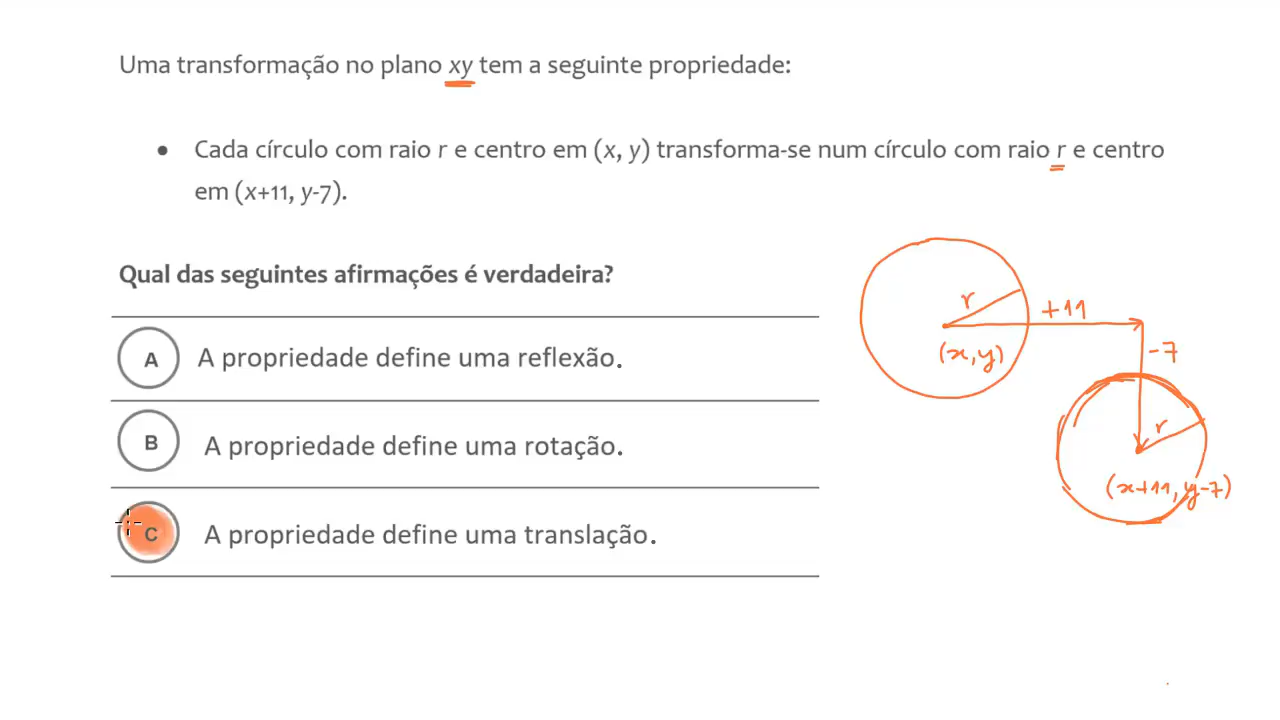 Uma transformação no plano xy tem a seguinte propriedade:
• Cada círculo com raio r e centro em (x, y) transforma-se num círculo com raio r e centro
em (x+11, y-7).
Qual das seguintes afirmações é verdadeira?
A A propriedade define uma reflexão.
B A propriedade define uma rotação.
C A propriedade define uma translação.
r
+11
(x,y)
-7
r
(x+11, y-7)